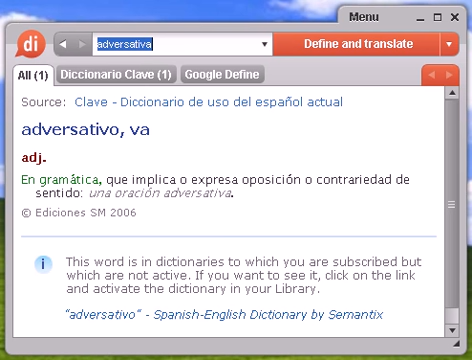 Menu
di
adversativa
Define and translate
All (1)
Diccionario Clave (1)
Google Define
Source: Clave - Diccionario de uso del español actual
adversativo, va
adj.
En gramática, que implica o expresa oposición o contrariedad de
sentido: una oración adversativa.
© Ediciones SM 2006
i
This word is in dictionaries to which you are subscribed but
which are not active. If you want to see it, click on the link
and activate the dictionary in your Library.
"adversativo" - Spanish-English Dictionary by Semantix